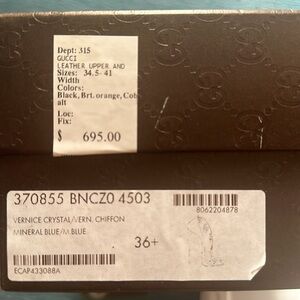 Dept: 315
GUCCI
LEATHER UPPER AND
Sizes: 34.5- 41
Width
Colors:
Black, Brt. orange, Cob
alt
Loc:
Fix:
$ 695.00
370855 BNCZ0 4503
8062204878
VERNICE CRYSTAL/VERN. CHIFFON
MINERAL BLUE/M.BLUE
36+
ECAP433088A